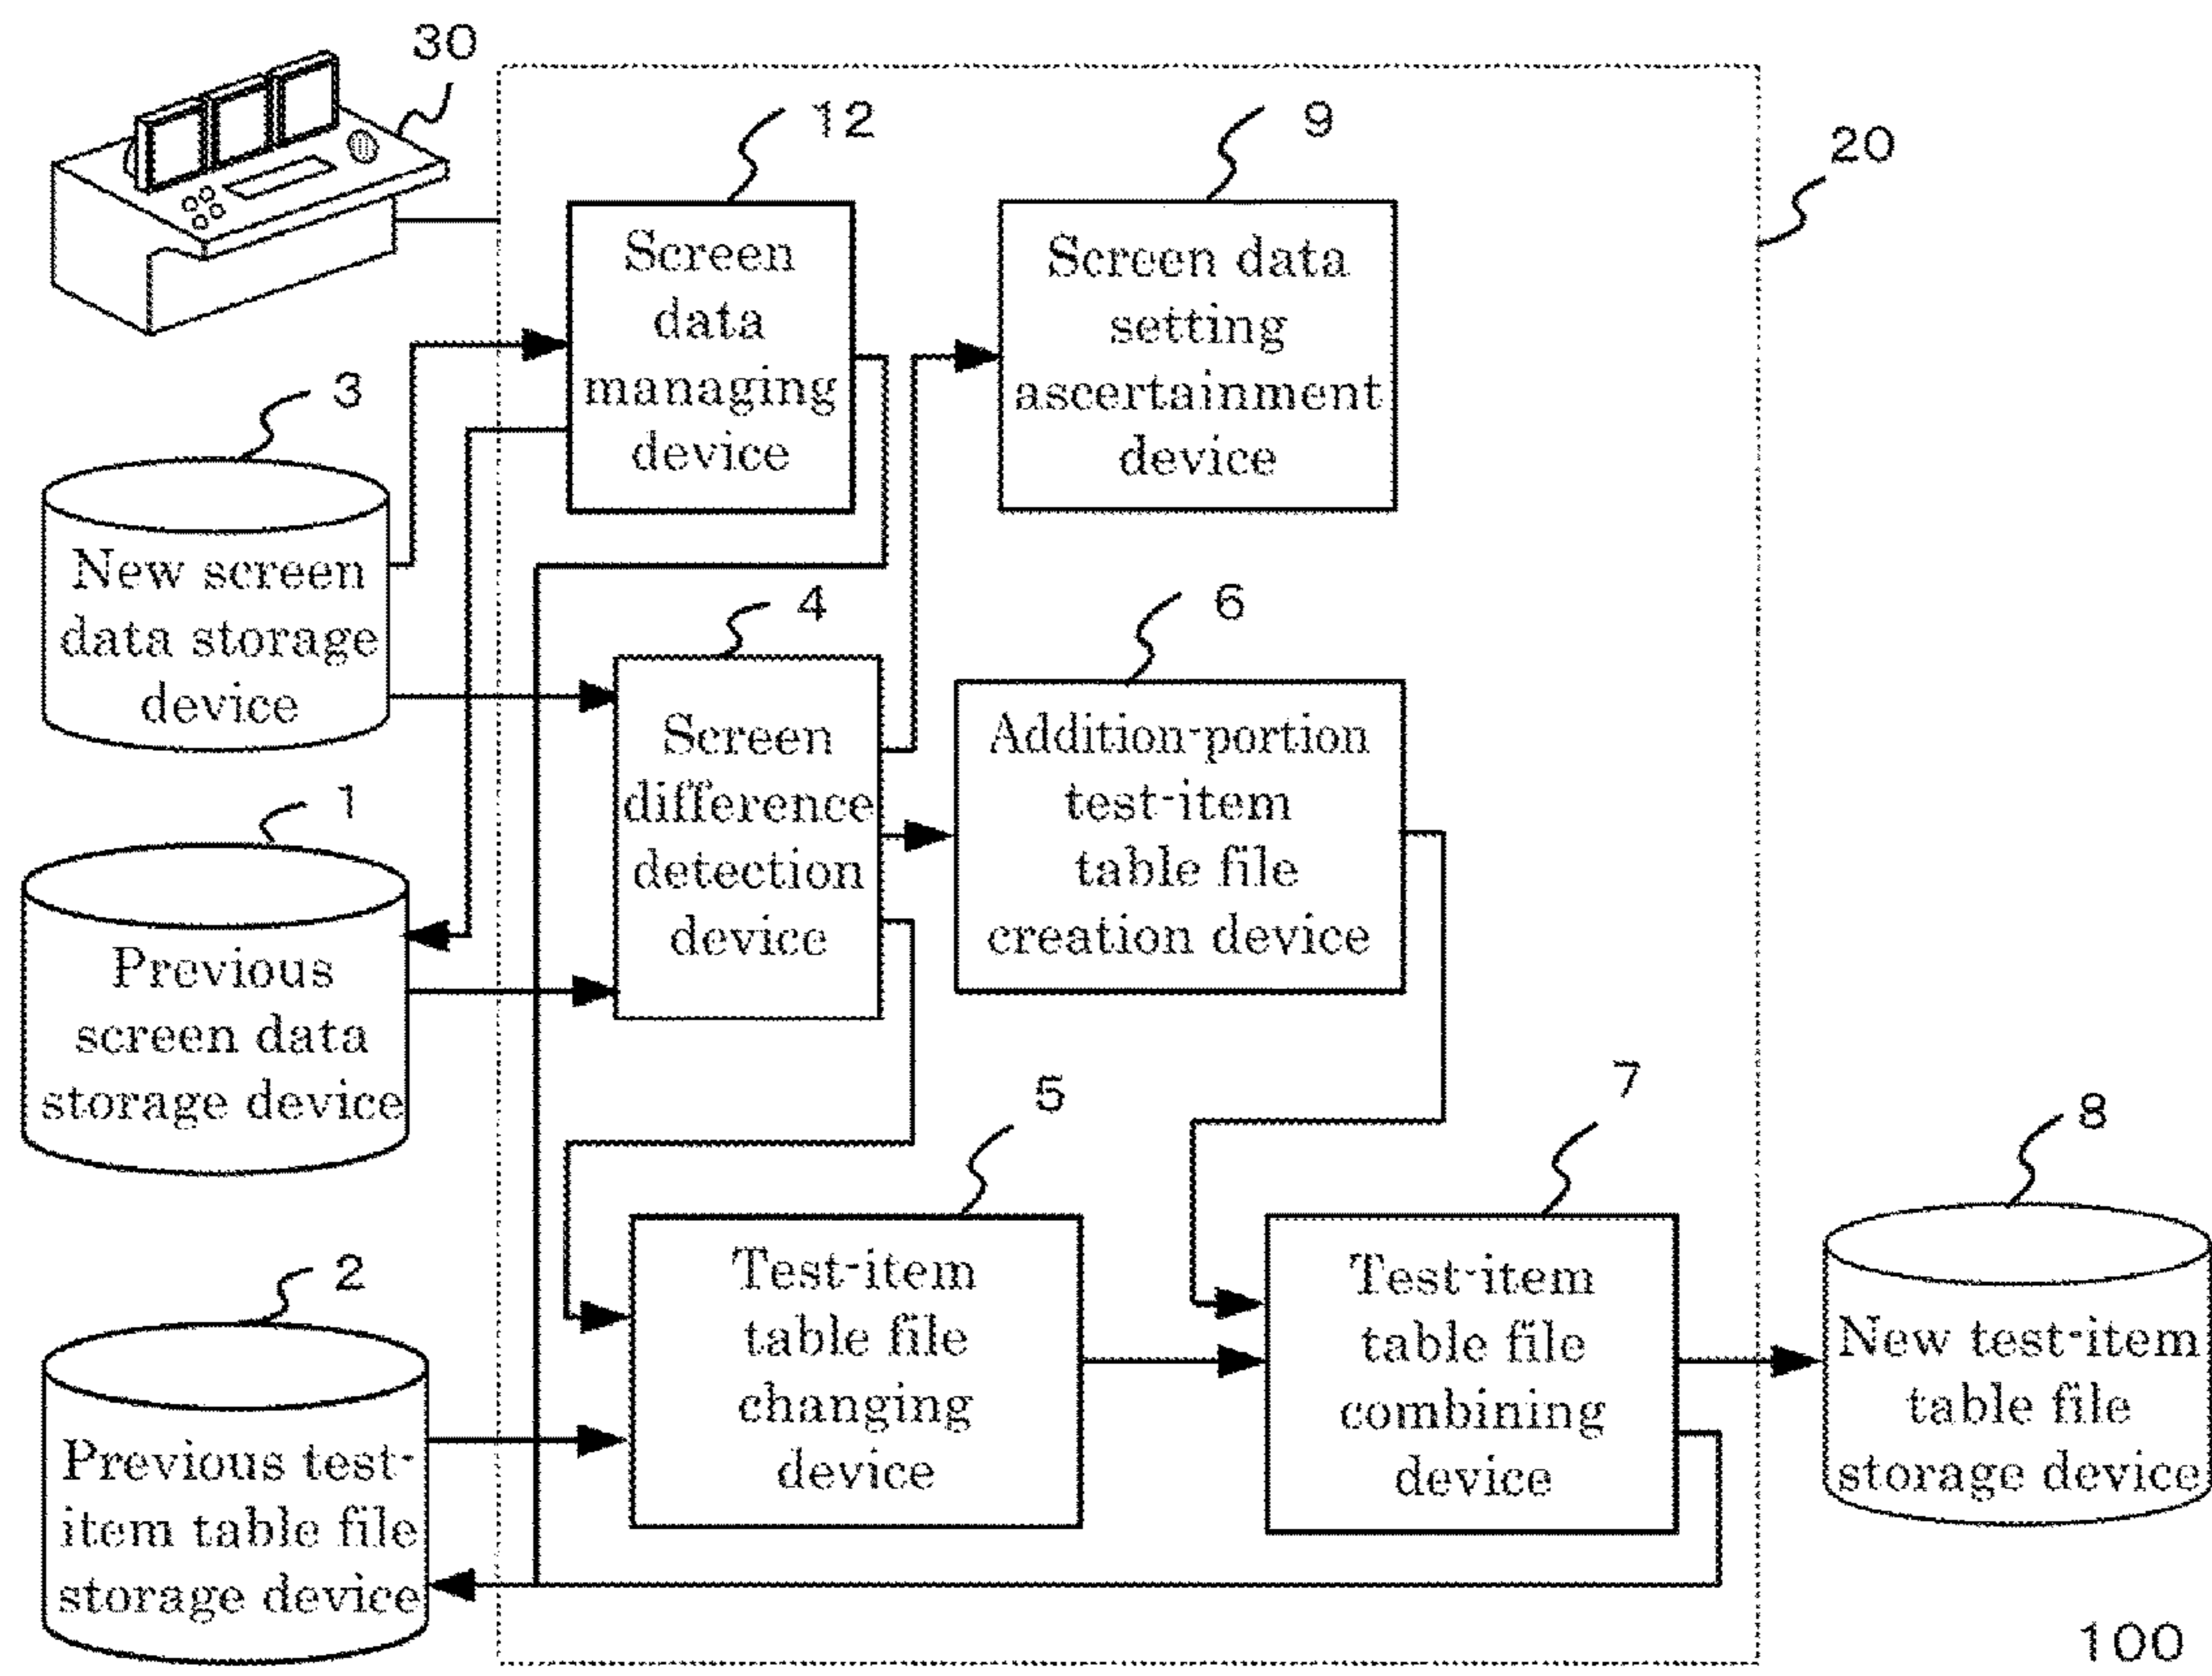 30
12
9
20
Screen
data
managing
device
Screen data
setting
ascertainment
device
3
New screen
data storage
device
4
Screen
difference
detection
device
6
Addition-portion
test-item
table file
creation device
1
Previous
screen data
storage device
5
Test-item
table file
changing
device
7
Test-item
table file
combining
device
8
New test-item
table file
storage device
2
Previous test-
item table file
storage device
100